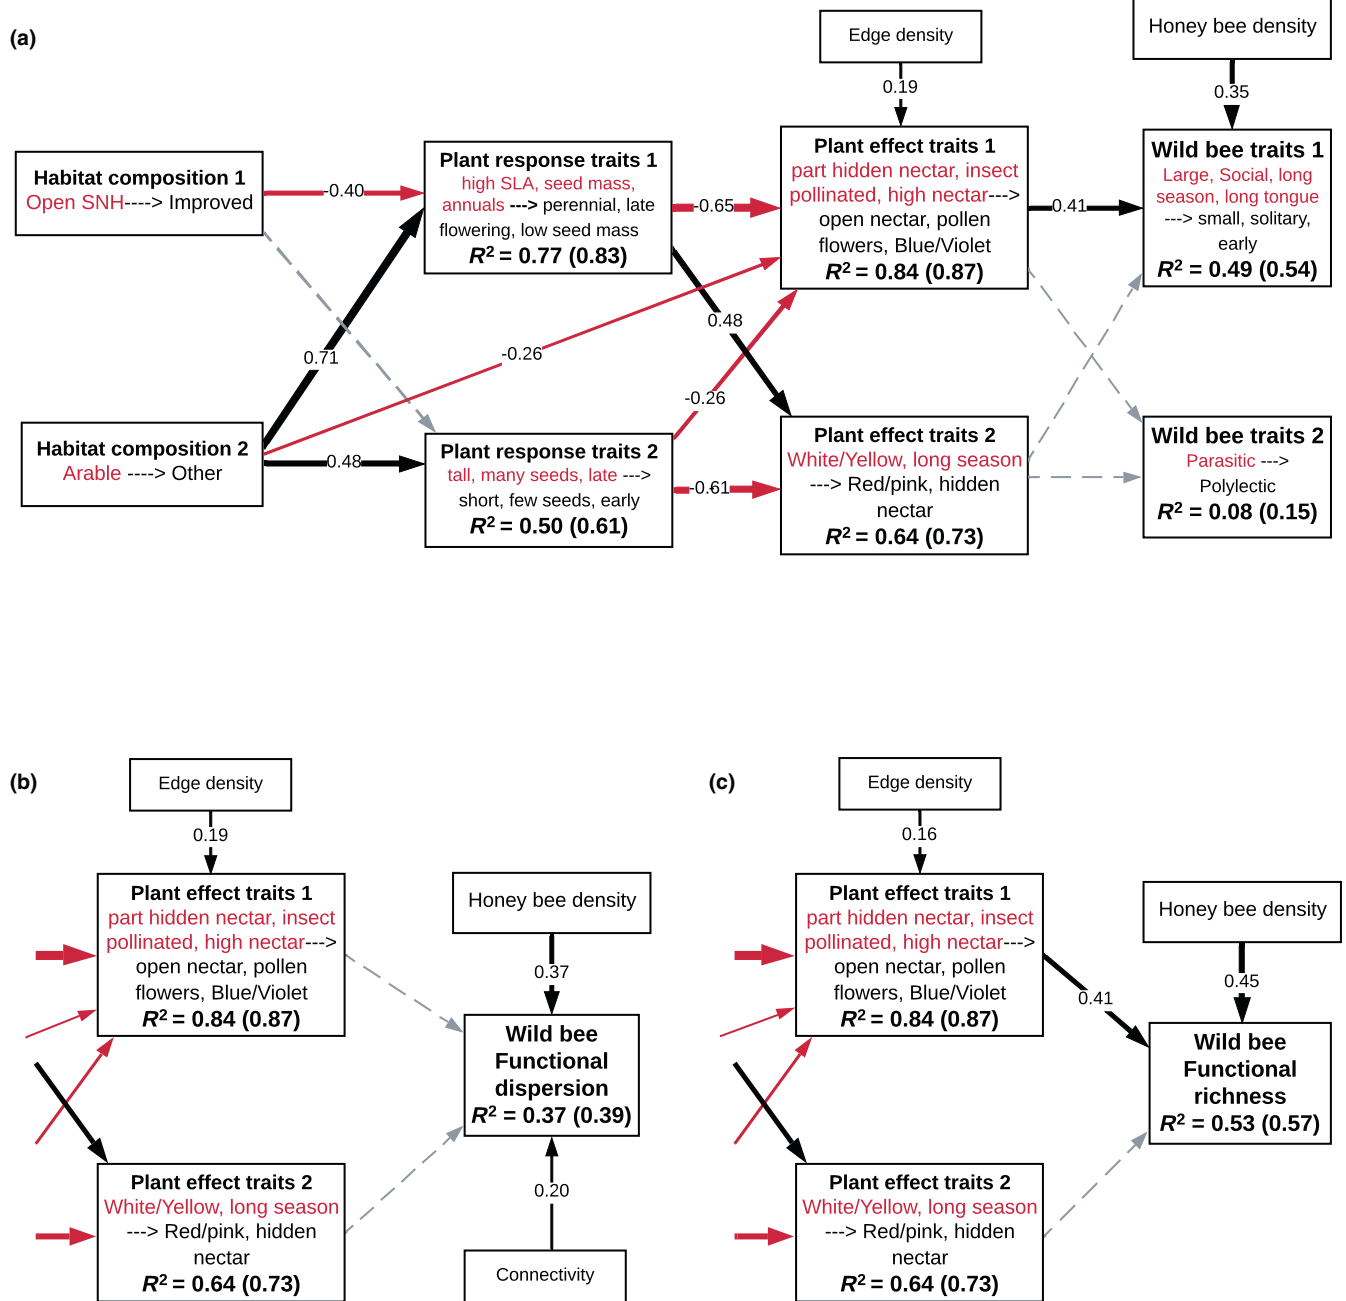 (a)
Edge density
0.19
Honey bee density
0.35
Habitat composition 1
Open SNH----> Improved
-0.40
Habitat composition 2
Arable ----> Other
0.71
0.48
-0.26
Plant response traits 1
high SLA, seed mass,
annuals ---> perennial, late
flowering, low seed mass
R² = 0.77 (0.83)
-0.65
0.48
Plant response traits 2
tall, many seeds, late --->
short, few seeds, early
R² = 0.50 (0.61)
-0.26
-0.61
Plant effect traits 1
part hidden nectar, insect
pollinated, high nectar--->
open nectar, pollen
flowers, Blue/Violet
R² = 0.84 (0.87)
0.41
Plant effect traits 2
White/Yellow, long season
---> Red/pink, hidden
nectar
R² = 0.64 (0.73)
Wild bee traits 1
Large, Social, long
season, long tongue
---> small, solitary,
early
R² = 0.49 (0.54)
Wild bee traits 2
Parasitic --->
Polylectic
R² = 0.08 (0.15)
(b)
Edge density
0.19
Plant effect traits 1
part hidden nectar, insect
pollinated, high nectar--->
open nectar, pollen
flowers, Blue/Violet
R² = 0.84 (0.87)
Plant effect traits 2
White/Yellow, long season
---> Red/pink, hidden
nectar
R² = 0.64 (0.73)
Honey bee density
0.37
Wild bee
Functional
dispersion
R² = 0.37 (0.39)
0.20
Connectivity
(c)
Edge density
0.16
Plant effect traits 1
part hidden nectar, insect
pollinated, high nectar--->
open nectar, pollen
flowers, Blue/Violet
R² = 0.84 (0.87)
0.41
Plant effect traits 2
White/Yellow, long season
---> Red/pink, hidden
nectar
R² = 0.64 (0.73)
Honey bee density
0.45
Wild bee
Functional
richness
R² = 0.53 (0.57)